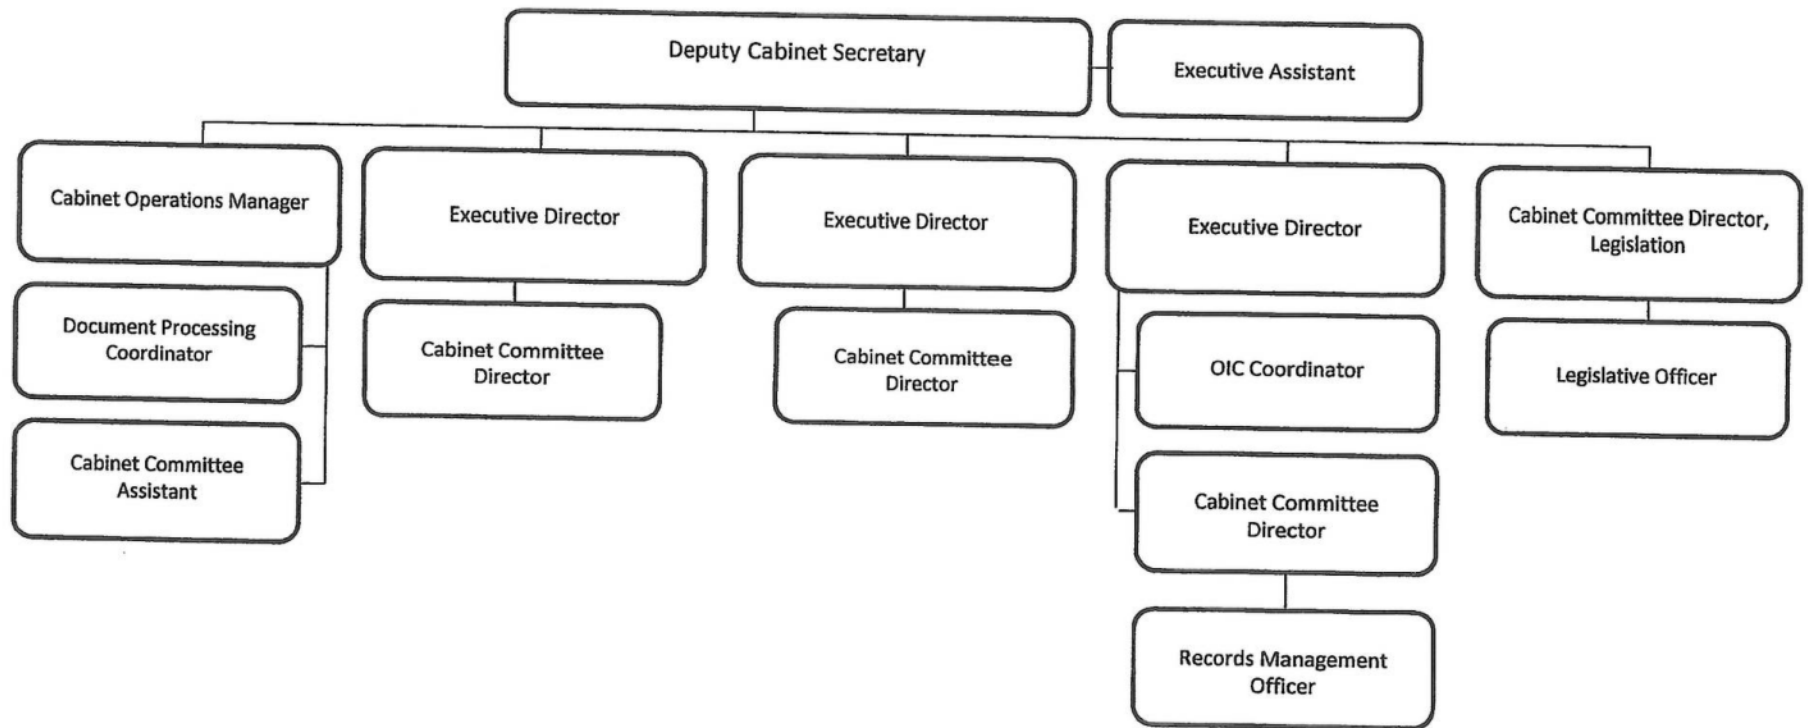 Deputy Cabinet Secretary
Executive Assistant
Cabinet Operations Manager
Executive Director
Executive Director
Executive Director
Cabinet Committee Director,
Legislation
Document Processing
Coordinator
Cabinet Committee
Director
Cabinet Committee
Director
OIC Coordinator
Legislative Officer
Cabinet Committee
Assistant
Cabinet Committee
Director
Records Management
Officer